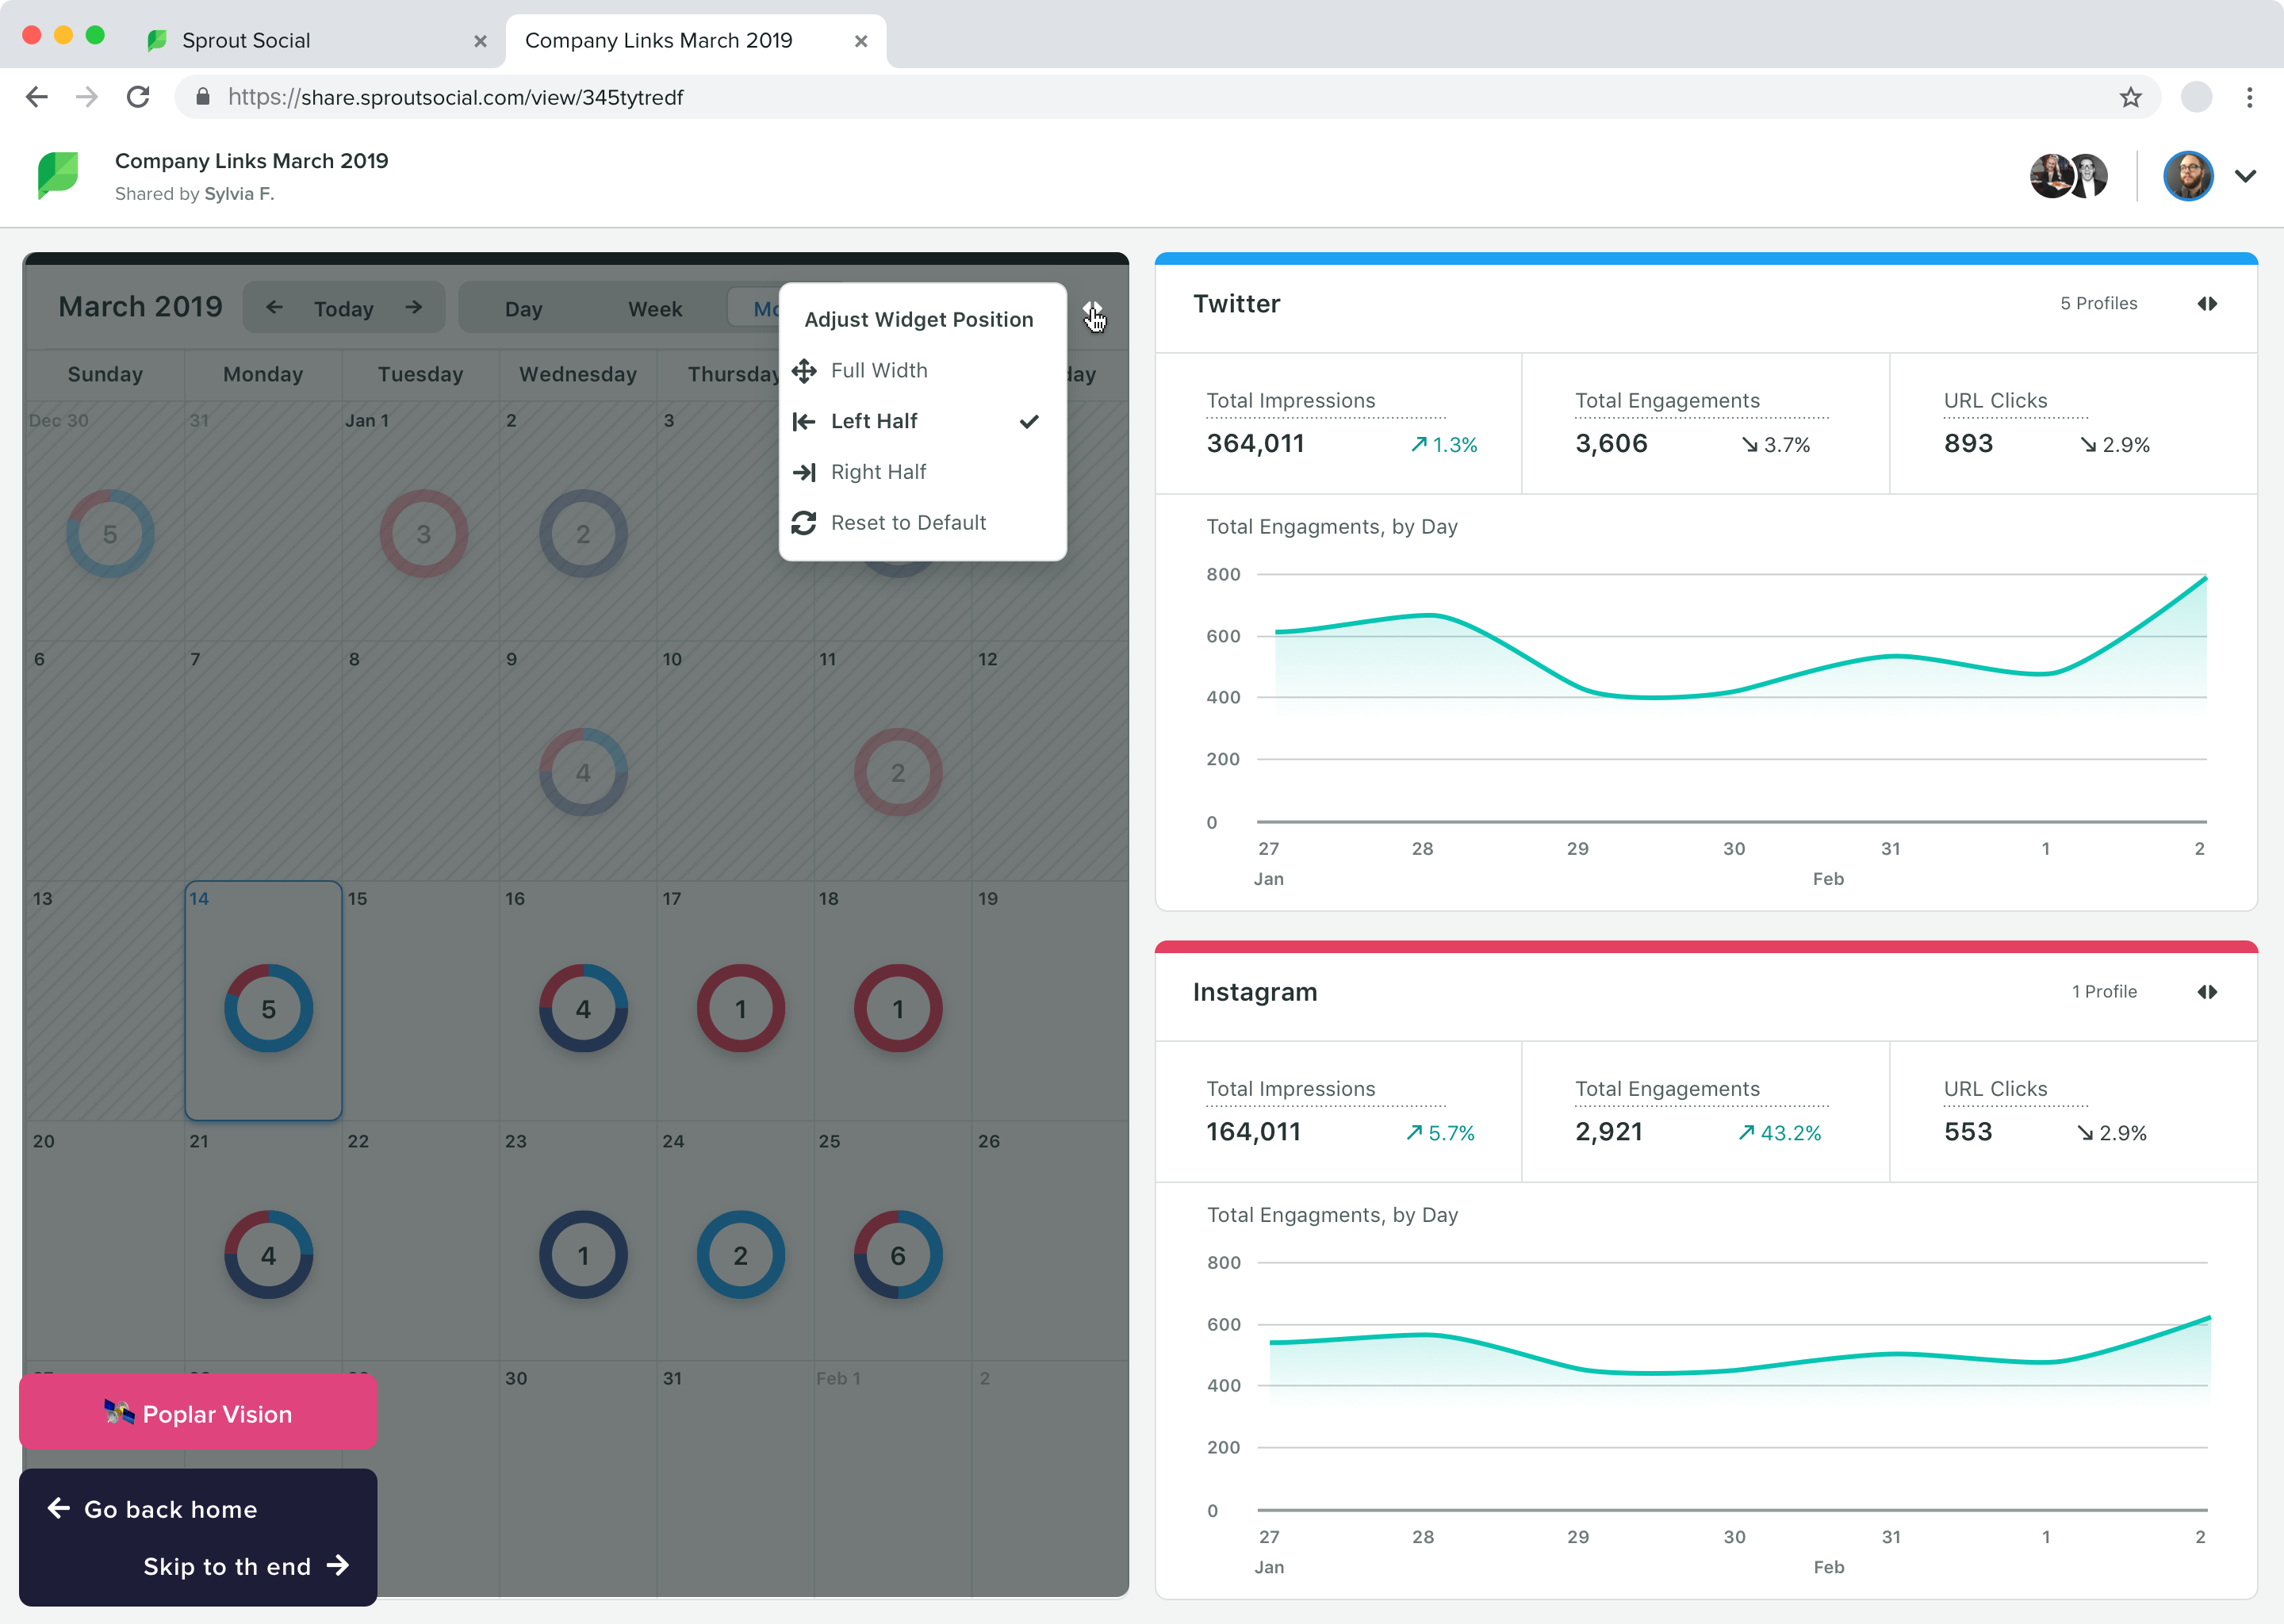 Sprout Social
Company Links March 2019
https://share.sproutsocial.com/view/345tytredf
Company Links March 2019
Shared by Sylvia F.
March 2019
Today
Day
Week
Adjust Widget Position
Full Width
Left Half
Right Half
Reset to Default
Sunday Monday Tuesday Wednesday
Dec 30 31 Jan 1 2 3
5 3 2
6 7 8 9 10 11 12
4 2
13 14 15 16 17 18 19
5 4 1 1
20 21 22 23 24 25 26
4 1 2 6
30 31 Feb 1 2
Poplar Vision
Go back home
Skip to th end
Twitter
5 Profiles
Total Impressions
364,011 1.3%
Total Engagements
3,606 3.7%
URL Clicks
893 2.9%
Total Engagments, by Day
800
600
400
200
0
27 28 29 30 31 1 2
Jan Feb
Instagram
1 Profile
Total Impressions
164,011 5.7%
Total Engagements
2,921 43.2%
URL Clicks
553 2.9%
Total Engagments, by Day
800
600
400
200
0
27 28 29 30 31 1 2
Jan Feb